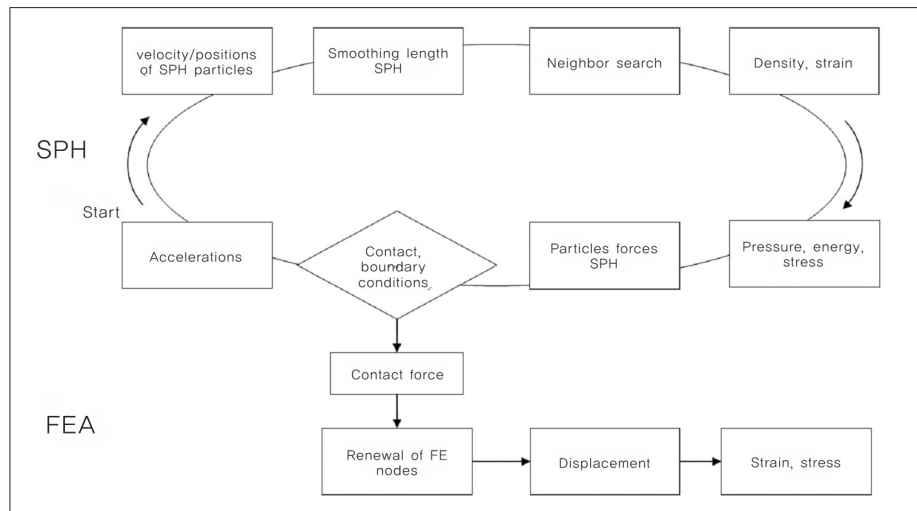 velocity/positions
of SPH particles
Smoothing length
SPH
Neighbor search
Density, strain
SPH
Start
Accelerations
Contact,
boundary
conditions
Particles forces
SPH
Pressure, energy,
stress
Contact force
FEA
Renewal of FE
nodes
Displacement
Strain, stress